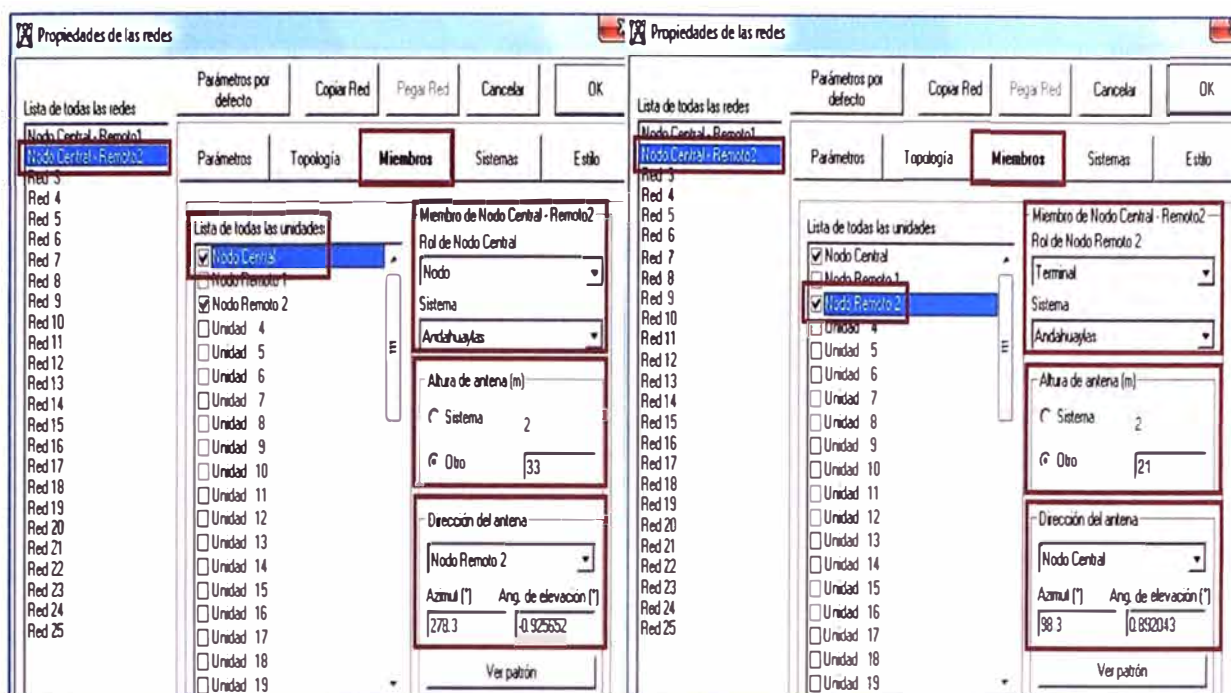 Propiedades de las redes
Lista de todas las redes
Parámetros por defecto
Copiar Red
Pegar Red
Cancelar
OK
Nodo Central - Remoto1
Nodo Central - Remoto2
Red 3
Red 4
Red 5
Red 6
Red 7
Red 8
Red 9
Red 10
Red 11
Red 12
Red 13
Red 14
Red 15
Red 16
Red 17
Red 18
Red 19
Red 20
Red 21
Red 22
Red 23
Red 24
Red 25
Parámetros
Topología
Miembros
Sistemas
Estilo
Lista de todas las unidades
Nodo Central
Nodo Remoto 1
Nodo Remoto 2
Unidad 4
Unidad 5
Unidad 6
Unidad 7
Unidad 8
Unidad 9
Unidad 10
Unidad 11
Unidad 12
Unidad 13
Unidad 14
Unidad 15
Unidad 16
Unidad 17
Unidad 18
Unidad 19
Miembro de Nodo Central - Remoto2
Rol de Nodo Central
Nodo
Sistema
Andahuaylas
Altura de antena (m)
Sistema 2
Otro 33
Dirección del antena
Nodo Remoto 2
Azimut (°) Ang. de elevación (°)
278.3 -0.925652
Ver patrón
Propiedades de las redes
Lista de todas las redes
Parámetros por defecto
Copiar Red
Pegar Red
Cancelar
OK
Nodo Central - Remoto1
Nodo Central - Remoto2
Red 3
Red 4
Red 5
Red 6
Red 7
Red 8
Red 9
Red 10
Red 11
Red 12
Red 13
Red 14
Red 15
Red 16
Red 17
Red 18
Red 19
Red 20
Red 21
Red 22
Red 23
Red 24
Red 25
Parámetros
Topología
Miembros
Sistemas
Estilo
Lista de todas las unidades
Nodo Central
Nodo Remoto 1
Nodo Remoto 2
Unidad 4
Unidad 5
Unidad 6
Unidad 7
Unidad 8
Unidad 9
Unidad 10
Unidad 11
Unidad 12
Unidad 13
Unidad 14
Unidad 15
Unidad 16
Unidad 17
Unidad 18
Unidad 19
Miembro de Nodo Central - Remoto2
Rol de Nodo Remoto 2
Terminal
Sistema
Andahuaylas
Altura de antena (m)
Sistema 2
Otro 21
Dirección del antena
Nodo Central
Azimut (°) Ang. de elevación (°)
98.3 0.892043
Ver patrón